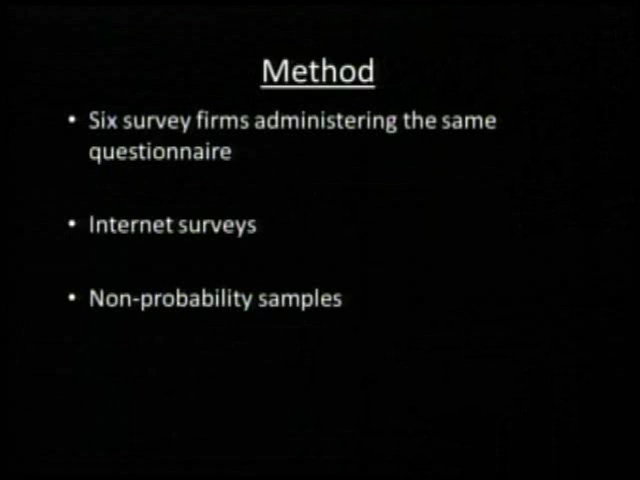 Method
• Six survey firms administering the same
questionnaire
• Internet surveys
• Non-probability samples